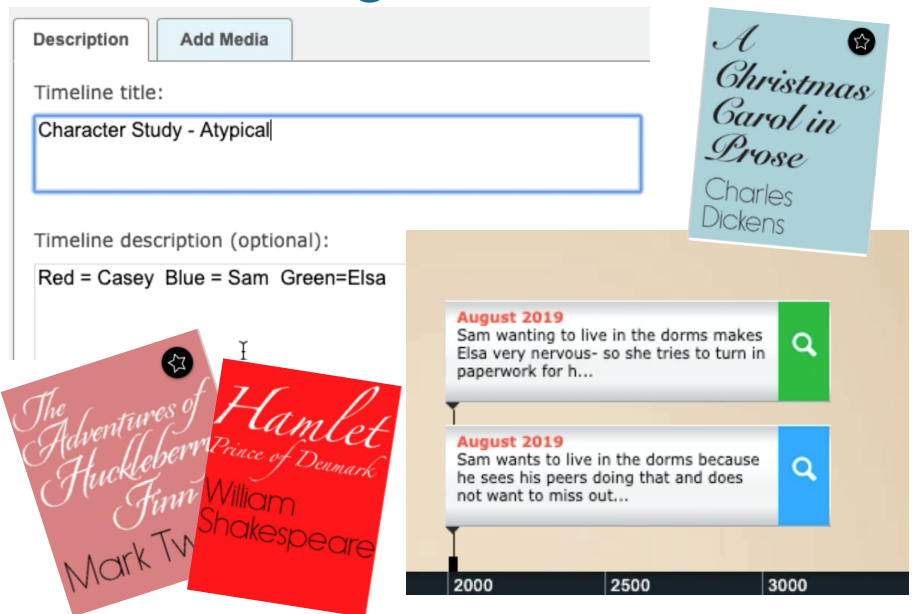 Description
Add Media
Timeline title:
Character Study - Atypical
Timeline description (optional):
Red = Casey  Blue = Sam  Green=Elsa
A
Christmas
Carol in
Prose
Charles
Dickens
August 2019
Sam wanting to live in the dorms makes
Elsa very nervous- so she tries to turn in
paperwork for h...
August 2019
Sam wants to live in the dorms because
he sees his peers doing that and does
not want to miss out...
2000
2500
3000
The
Adventures of
Huckleberry
Finn
Mark Tw
Hamlet
Prince of Denmark
William
Shakespeare